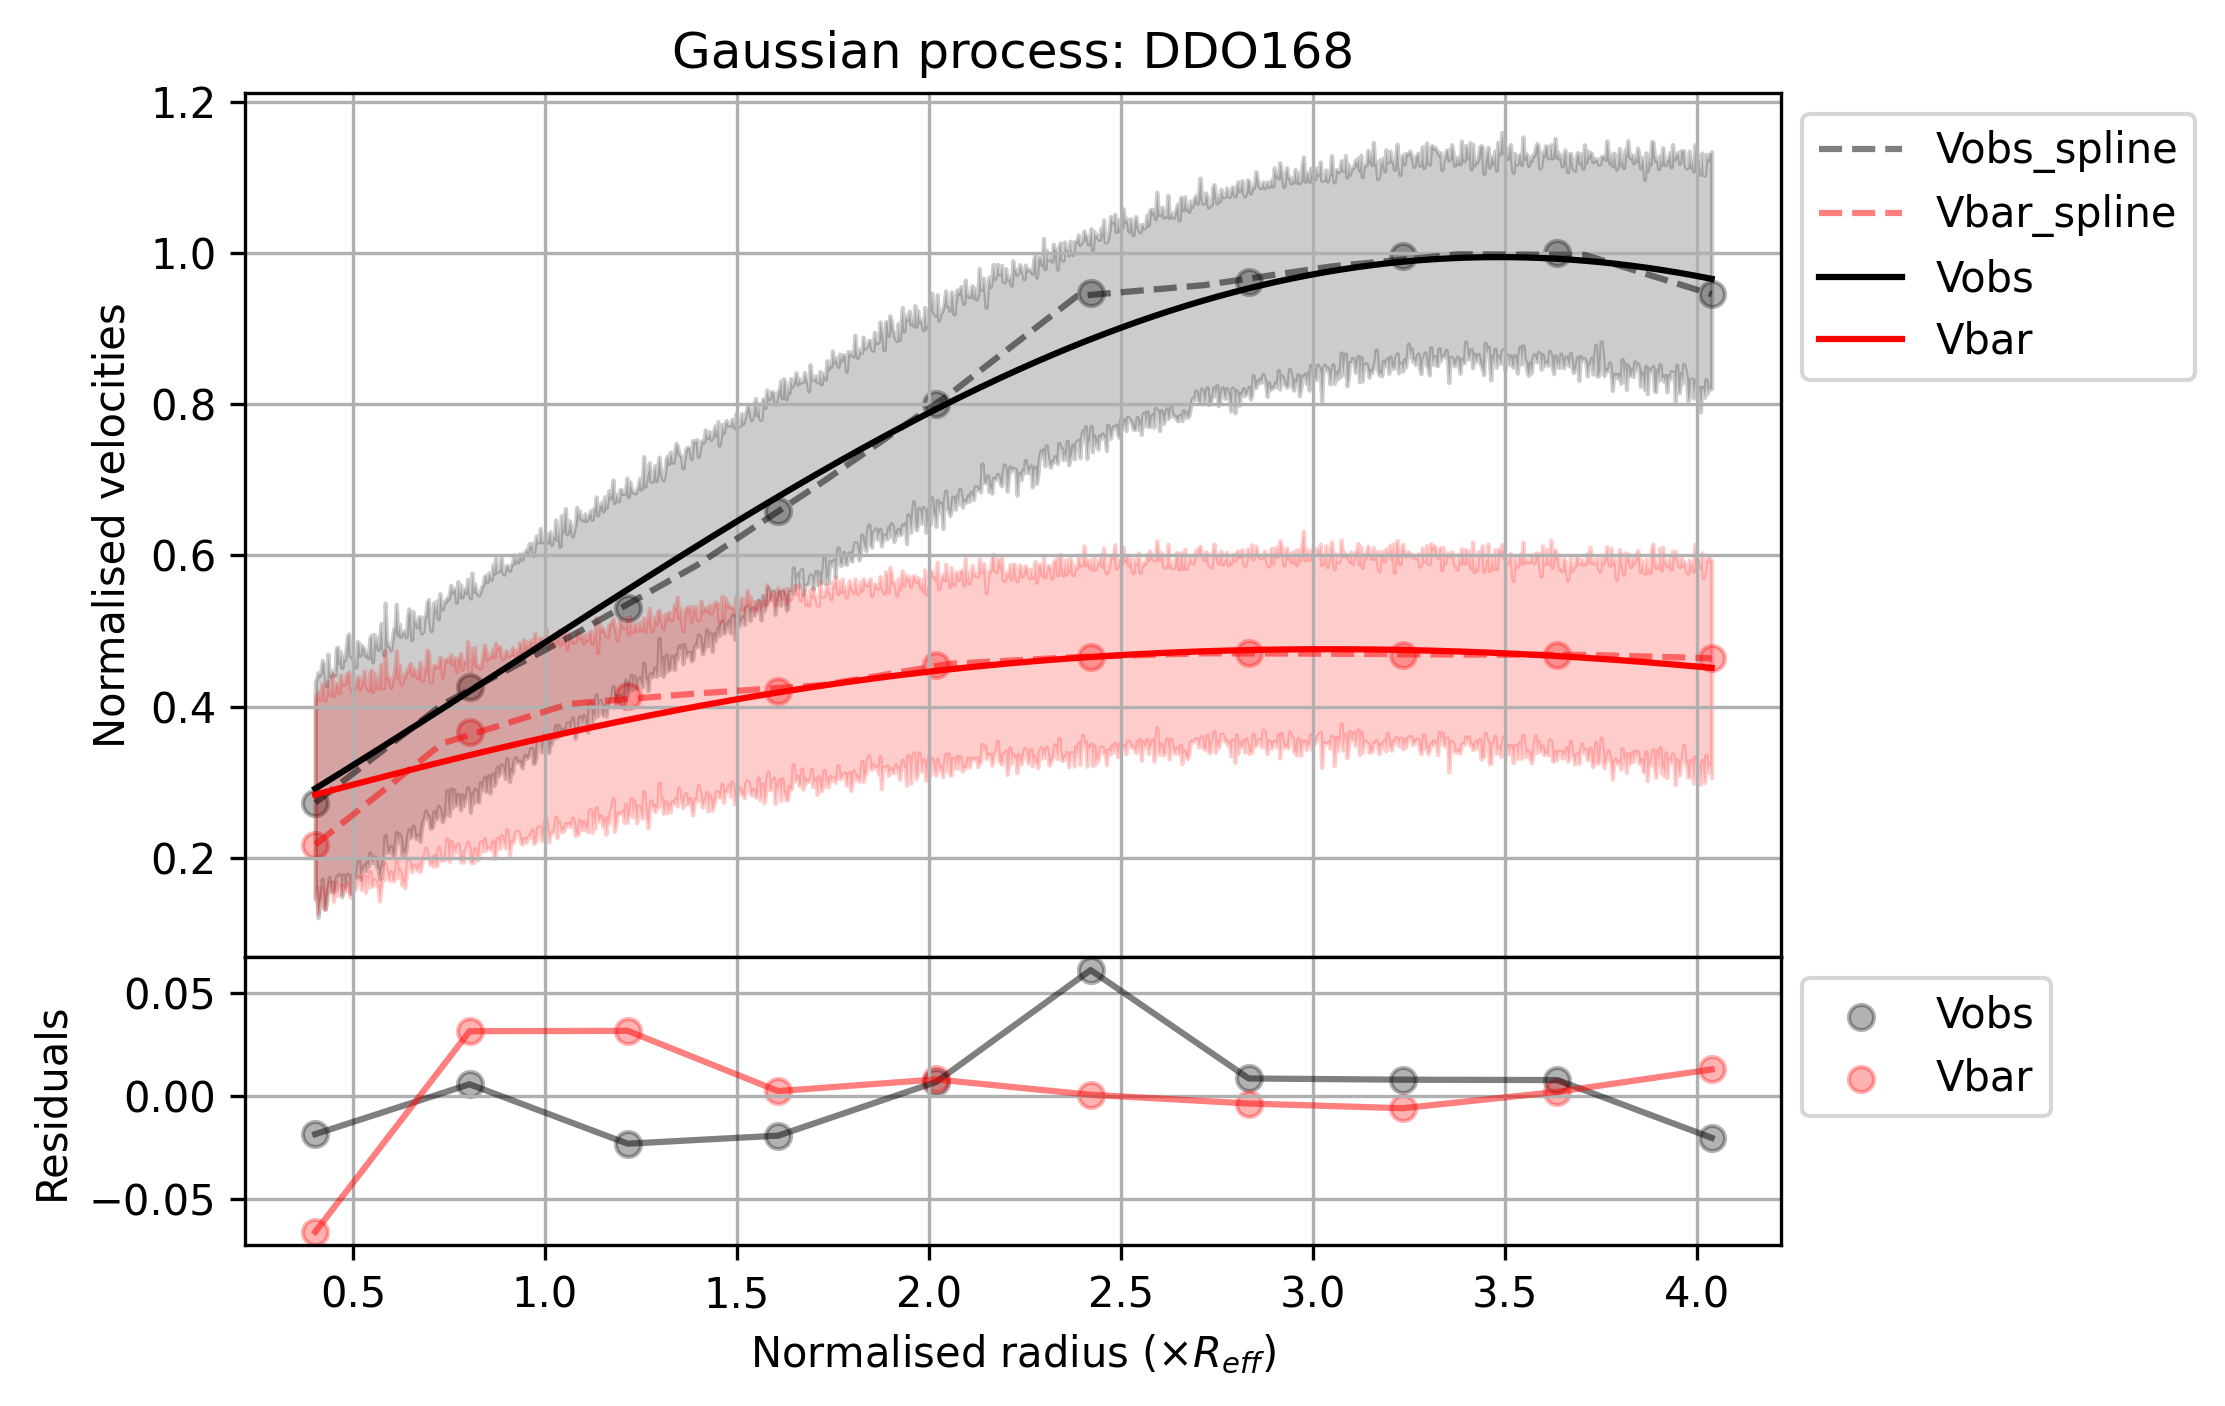 Gaussian process: DDO168
Normalised velocities
1.2
1.0
0.8
0.6
0.4
0.2
Vobs_spline
Vbar_spline
Vobs
Vbar
Residuals
0.05
0.00
−0.05
Vobs
Vbar
0.5 1.0 1.5 2.0 2.5 3.0 3.5 4.0
Normalised radius (×R_eff)